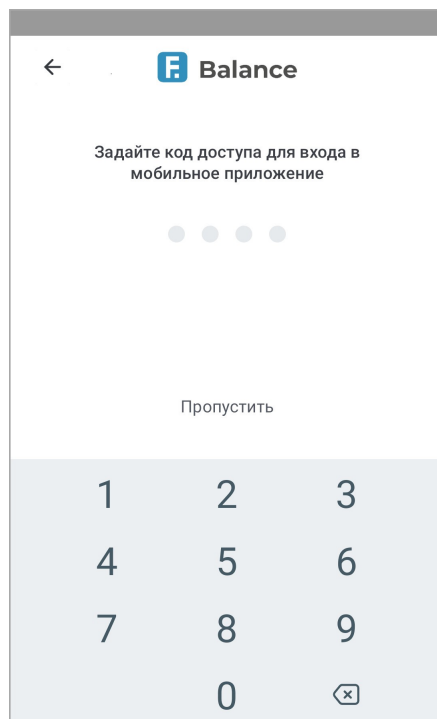 F. Balance
Задайте код доступа для входа в
мобильное приложение
Пропустить
1 2 3
4 5 6
7 8 9
0